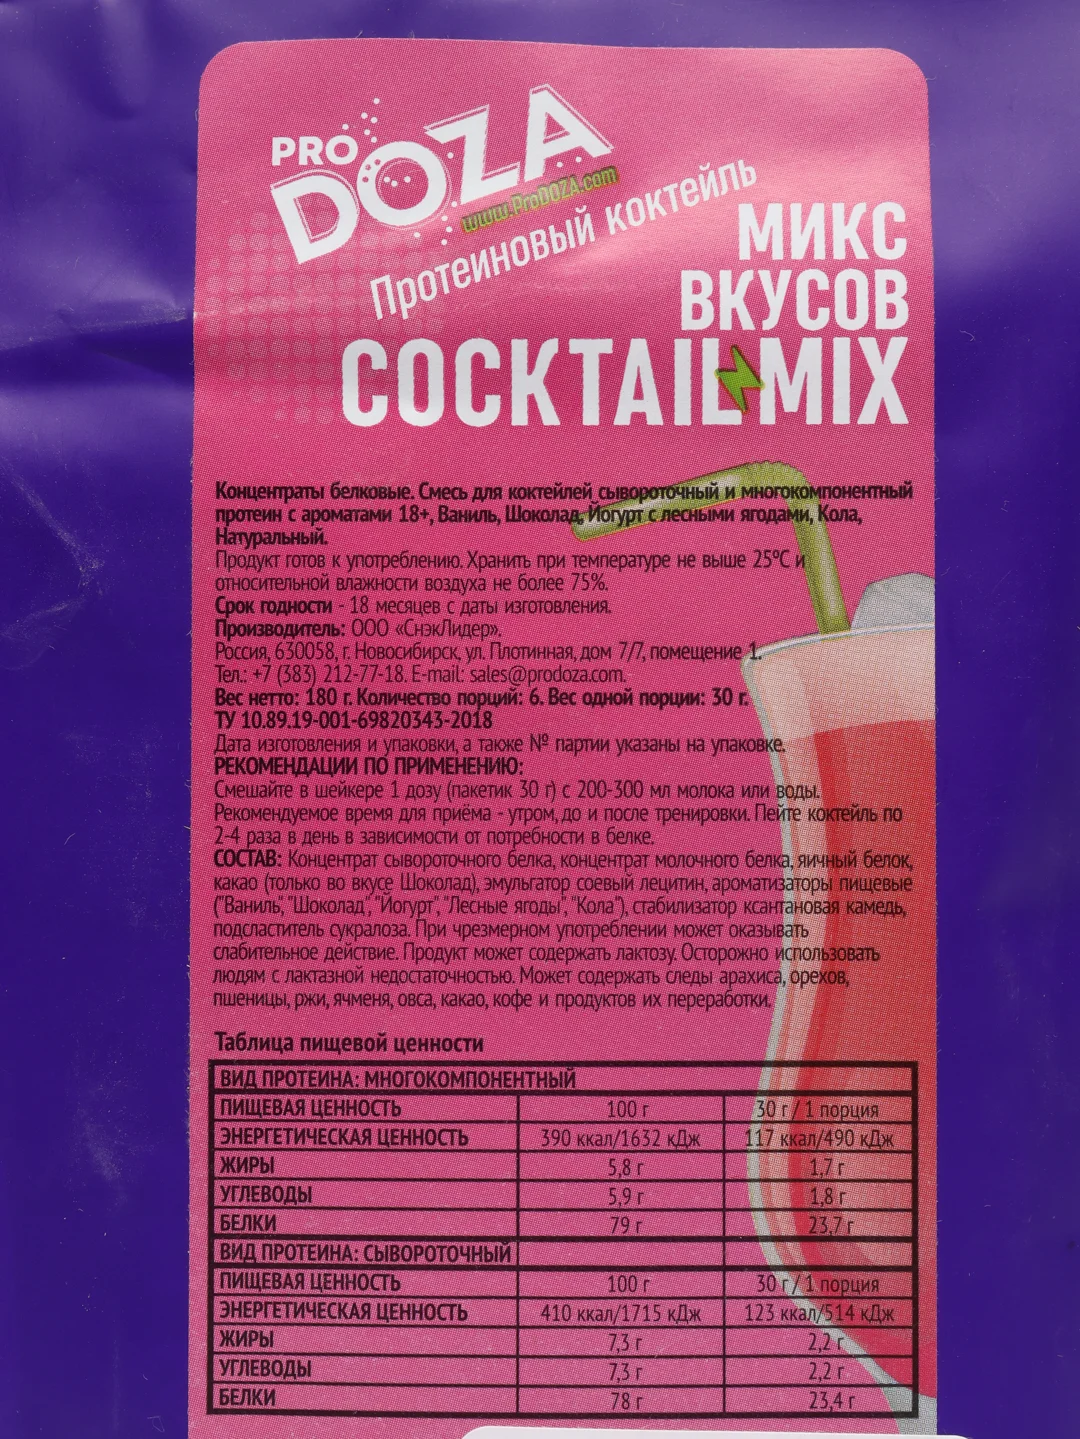 PRO
DOZA
www.ProDOZA.com
Протеиновый коктейль
МИКС
ВКУСОВ
COCKTAIL MIX
Концентраты белковые. Смесь для коктейлей сывороточный и многокомпонентный
протеин с ароматами 18+, Ваниль, Шоколад, Йогурт с лесными ягодами, Кола,
Натуральный.
Продукт готов к употреблению. Хранить при температуре не выше 25ºС и
относительной влажности воздуха не более 75%.
Срок годности - 18 месяцев с даты изготовления.
Производитель: ООО «СнэкЛидер».
Россия, 630058, г. Новосибирск, ул. Плотинная, дом 7/7, помещение 1.
Тел.: +7 (383) 212-77-18. E-mail: sales@prodoza.com.
Вес нетто: 180 г. Количество порций: 6. Вес одной порции: 30 г.
ТУ 10.89.19-001-69820343-2018
Дата изготовления и упаковки, а также № партии указаны на упаковке.
РЕКОМЕНДАЦИИ ПО ПРИМЕНЕНИЮ:
Смешайте в шейкере 1 дозу (пакетик 30 г) с 200-300 мл молока или воды.
Рекомендуемое время для приёма - утром, до и после тренировки. Пейте коктейль по
2-4 раза в день в зависимости от потребности в белке.
СОСТАВ: Концентрат сывороточного белка, концентрат молочного белка, яичный белок,
какао (только во вкусе Шоколад), эмульгатор соевый лецитин, ароматизаторы пищевые
("Ваниль", "Шоколад", "Йогурт", "Лесные ягоды", "Кола"), стабилизатор ксантановая камедь,
подсластитель сукралоза. При чрезмерном употреблении может оказывать
слабительное действие. Продукт может содержать лактозу. Осторожно использовать
людям с лактазной недостаточностью. Может содержать следы арахиса, орехов,
пшеницы, ржи, ячменя, овса, какао, кофе и продуктов их переработки.
Таблица пищевой ценности
ВИД ПРОТЕИНА: МНОГОКОМПОНЕНТНЫЙ
ПИЩЕВАЯ ЦЕННОСТЬ 100 г 30 г / 1 порция
ЭНЕРГЕТИЧЕСКАЯ ЦЕННОСТЬ 390 ккал/1632 кДж 117 ккал/490 кДж
ЖИРЫ 5,8 г 1,7 г
УГЛЕВОДЫ 5,9 г 1,8 г
БЕЛКИ 79 г 23,7 г
ВИД ПРОТЕИНА: СЫВОРОТОЧНЫЙ
ПИЩЕВАЯ ЦЕННОСТЬ 100 г 30 г / 1 порция
ЭНЕРГЕТИЧЕСКАЯ ЦЕННОСТЬ 410 ккал/1715 кДж 123 ккал/514 кДж
ЖИРЫ 7,3 г 2,2 г
УГЛЕВОДЫ 7,3 г 2,2 г
БЕЛКИ 78 г 23,4 г